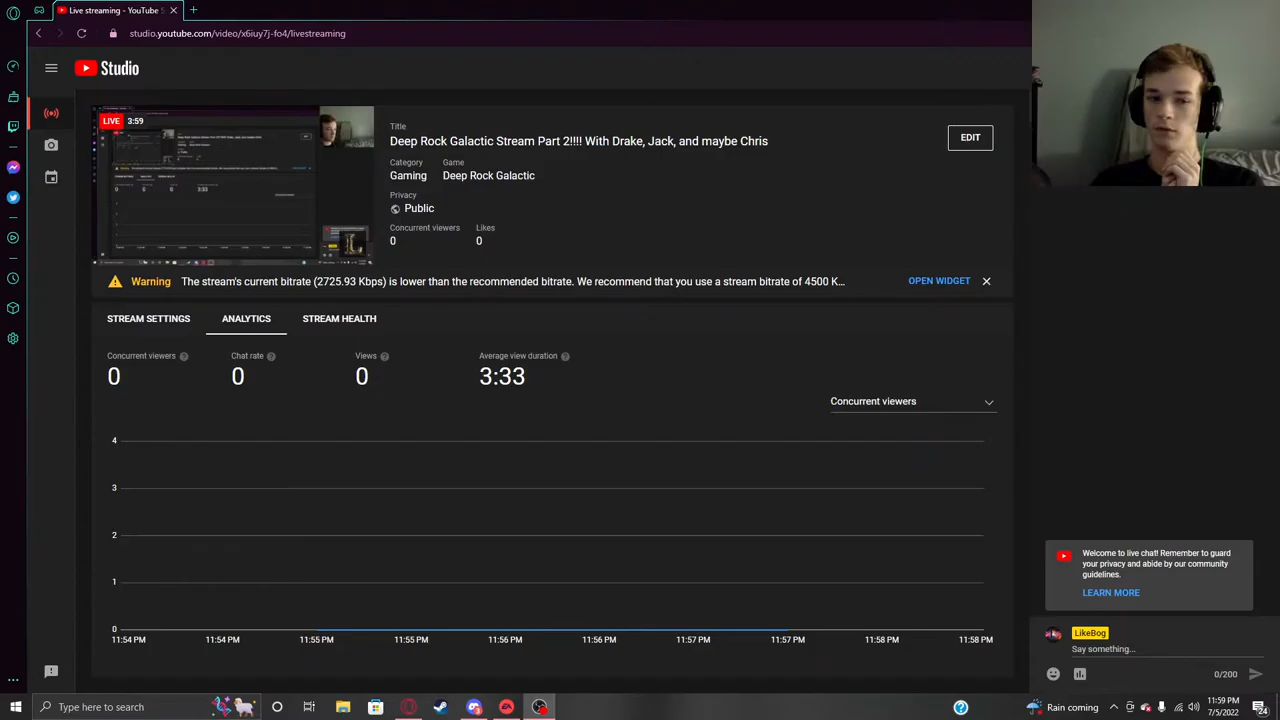 Live streaming - YouTube S
studio.youtube.com/video/x6iuy7j-fo4/livestreaming
Studio
LIVE 3:59
Title
Deep Rock Galactic Stream Part 2!!!! With Drake, Jack, and maybe Chris
EDIT
Category Game
Gaming Deep Rock Galactic
Privacy
Public
Concurrent viewers Likes
0 0
Warning The stream's current bitrate (2725.93 Kbps) is lower than the recommended bitrate. We recommend that you use a stream bitrate of 4500 K... OPEN WIDGET
STREAM SETTINGS ANALYTICS STREAM HEALTH
Concurrent viewers Chat rate Views Average view duration
0 0 0 3:33
Concurrent viewers
4
3
2
1
0
11:54 PM 11:54 PM 11:55 PM 11:55 PM 11:56 PM 11:56 PM 11:57 PM 11:57 PM 11:58 PM 11:58 PM
Welcome to live chat! Remember to guard
your privacy and abide by our community
guidelines.
LEARN MORE
LikeBog
Say something...
0/200
Type here to search
Rain coming
11:59 PM
7/5/2022
24